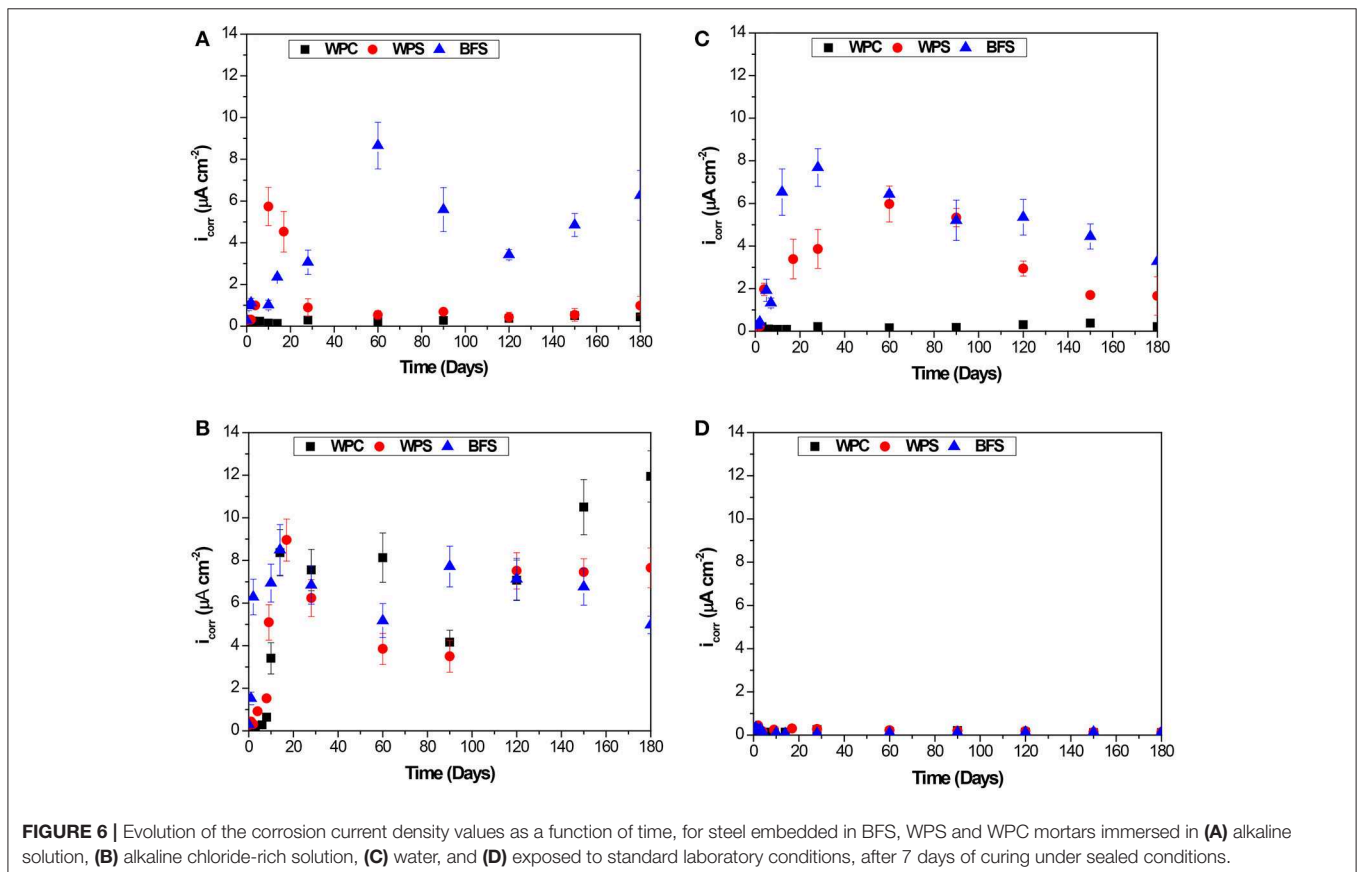 A
WPC WPS BFS
14
12
10
8
6
4
2
0
i_corr (µA cm⁻²)
0 20 40 60 80 100 120 140 160 180
Time (Days)
C
WPC WPS BFS
14
12
10
8
6
4
2
0
i_corr (µA cm⁻²)
0 20 40 60 80 100 120 140 160 180
Time (Days)
B
WPC WPS BFS
14
12
10
8
6
4
2
0
i_corr (µA cm⁻²)
0 20 40 60 80 100 120 140 160 180
Time (Days)
D
WPC WPS BFS
14
12
10
8
6
4
2
0
i_corr (µA cm⁻²)
0 20 40 60 80 100 120 140 160 180
Time (Days)
FIGURE 6 | Evolution of the corrosion current density values as a function of time, for steel embedded in BFS, WPS and WPC mortars immersed in (A) alkaline
solution, (B) alkaline chloride-rich solution, (C) water, and (D) exposed to standard laboratory conditions, after 7 days of curing under sealed conditions.